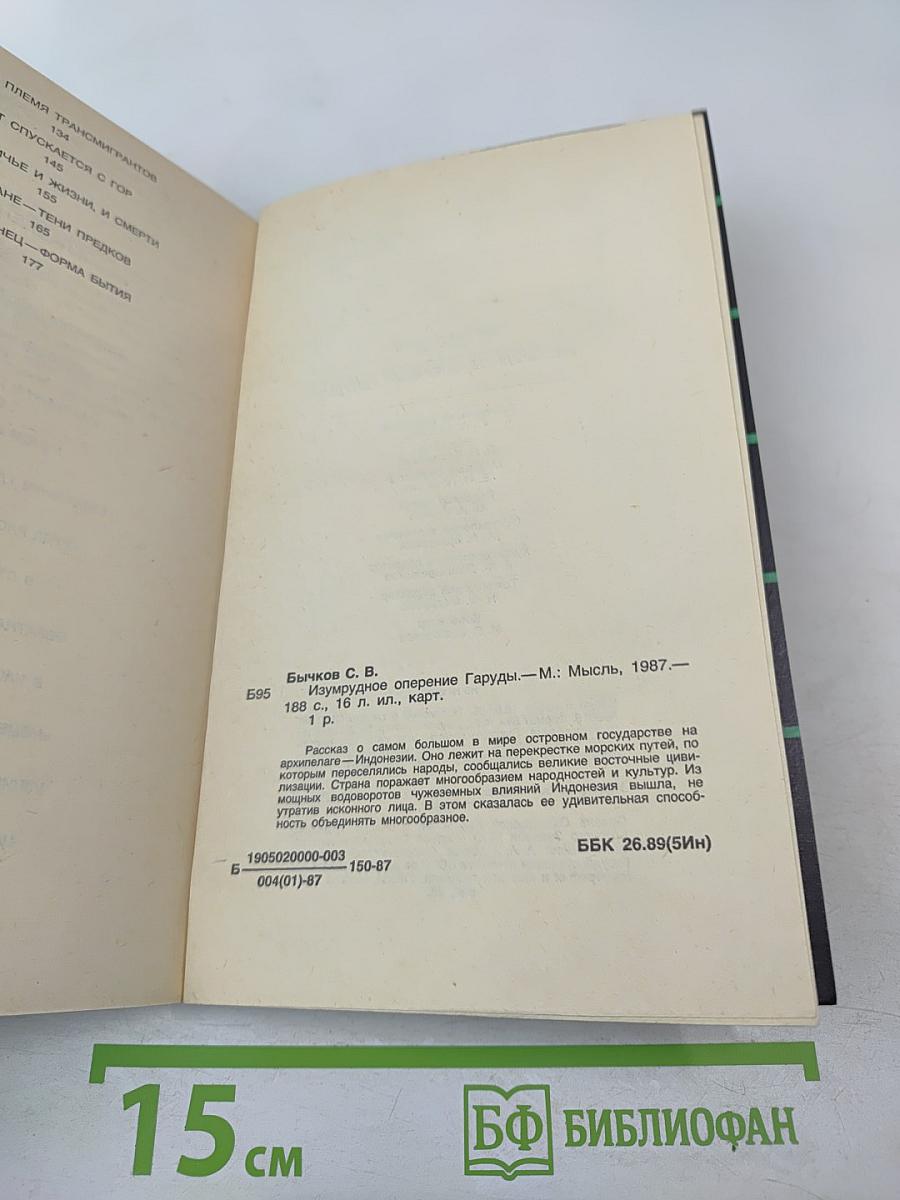 ПЛЕМЯ ТРАНСМИГРАНТОВ
134
СПУСКАЕТСЯ С ГОР
145
И ЖИЗНИ, И СМЕРТИ
155
ТЕНИ ПРЕДКОВ
165
ФОРМА БЫТИЯ
177
Бычков С. В.
Б95 Изумрудное оперение Гаруды.—М.: Мысль, 1987.—
188 с., 16 л. ил., карт.
1 р.
Рассказ о самом большом в мире островном государстве на
архипелаге—Индонезии. Оно лежит на перекрестке морских путей, по
которым переселялись народы, сообщались великие восточные циви-
лизации. Страна поражает многообразием народностей и культур. Из
мощных водоворотов чужеземных влияний Индонезия вышла, не
утратив исконного лица. В этом сказалась ее удивительная способ-
ность объединять многообразное.
Б 1905020000-003
004(01)-87 150-87
ББК 26.89(5Ин)
15 см
БФ БИБЛИОФАН